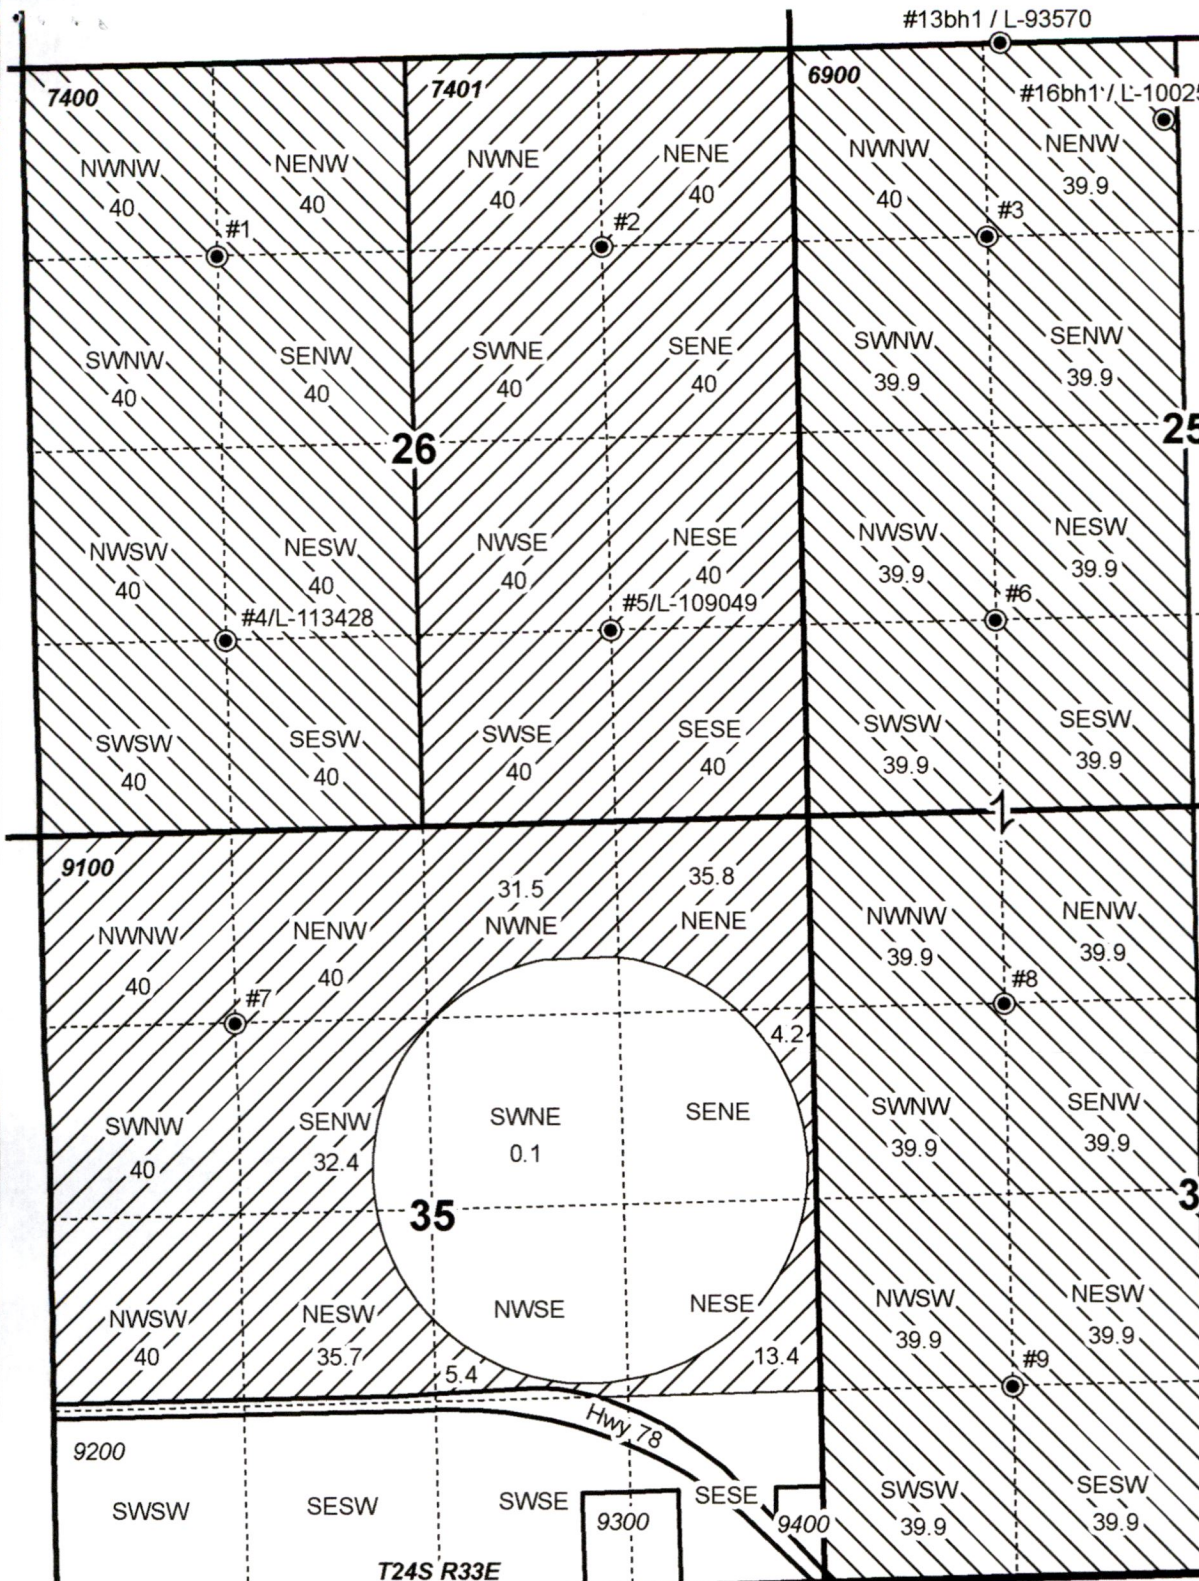 #13bh1 / L-93570
7400
7401
6900
#16bh1 / L-10025
NWNW
40
NENW
40
NWNE
40
NENE
40
NWNW
40
NENW
39.9
#1
#2
#3
SWNW
40
SENW
40
SWNE
40
SENE
40
SWNW
39.9
SENW
39.9
26
25
NWSW
40
NESW
40
NWSE
40
NESE
40
NWSW
39.9
NESW
39.9
#4/L-113428
#5/L-109049
#6
SWSW
40
SESW
40
SWSE
40
SESE
40
SWSW
39.9
SESW
39.9
9100
NWNW
40
NENW
40
31.5
NWNE
35.8
NENE
NWNW
39.9
NENW
39.9
#7
#8
4.2
SWNW
40
SENW
32.4
SWNE
0.1
SENE
SWNW
39.9
SENW
39.9
35
3
NWSW
40
NESW
35.7
NWSE
NESE
NWSW
39.9
NESW
39.9
5.4
13.4
#9
Hwy 78
9200
SWSW
SESW
SWSE
SESE
SWSW
39.9
SESW
39.9
9300
9400
T24S R33E